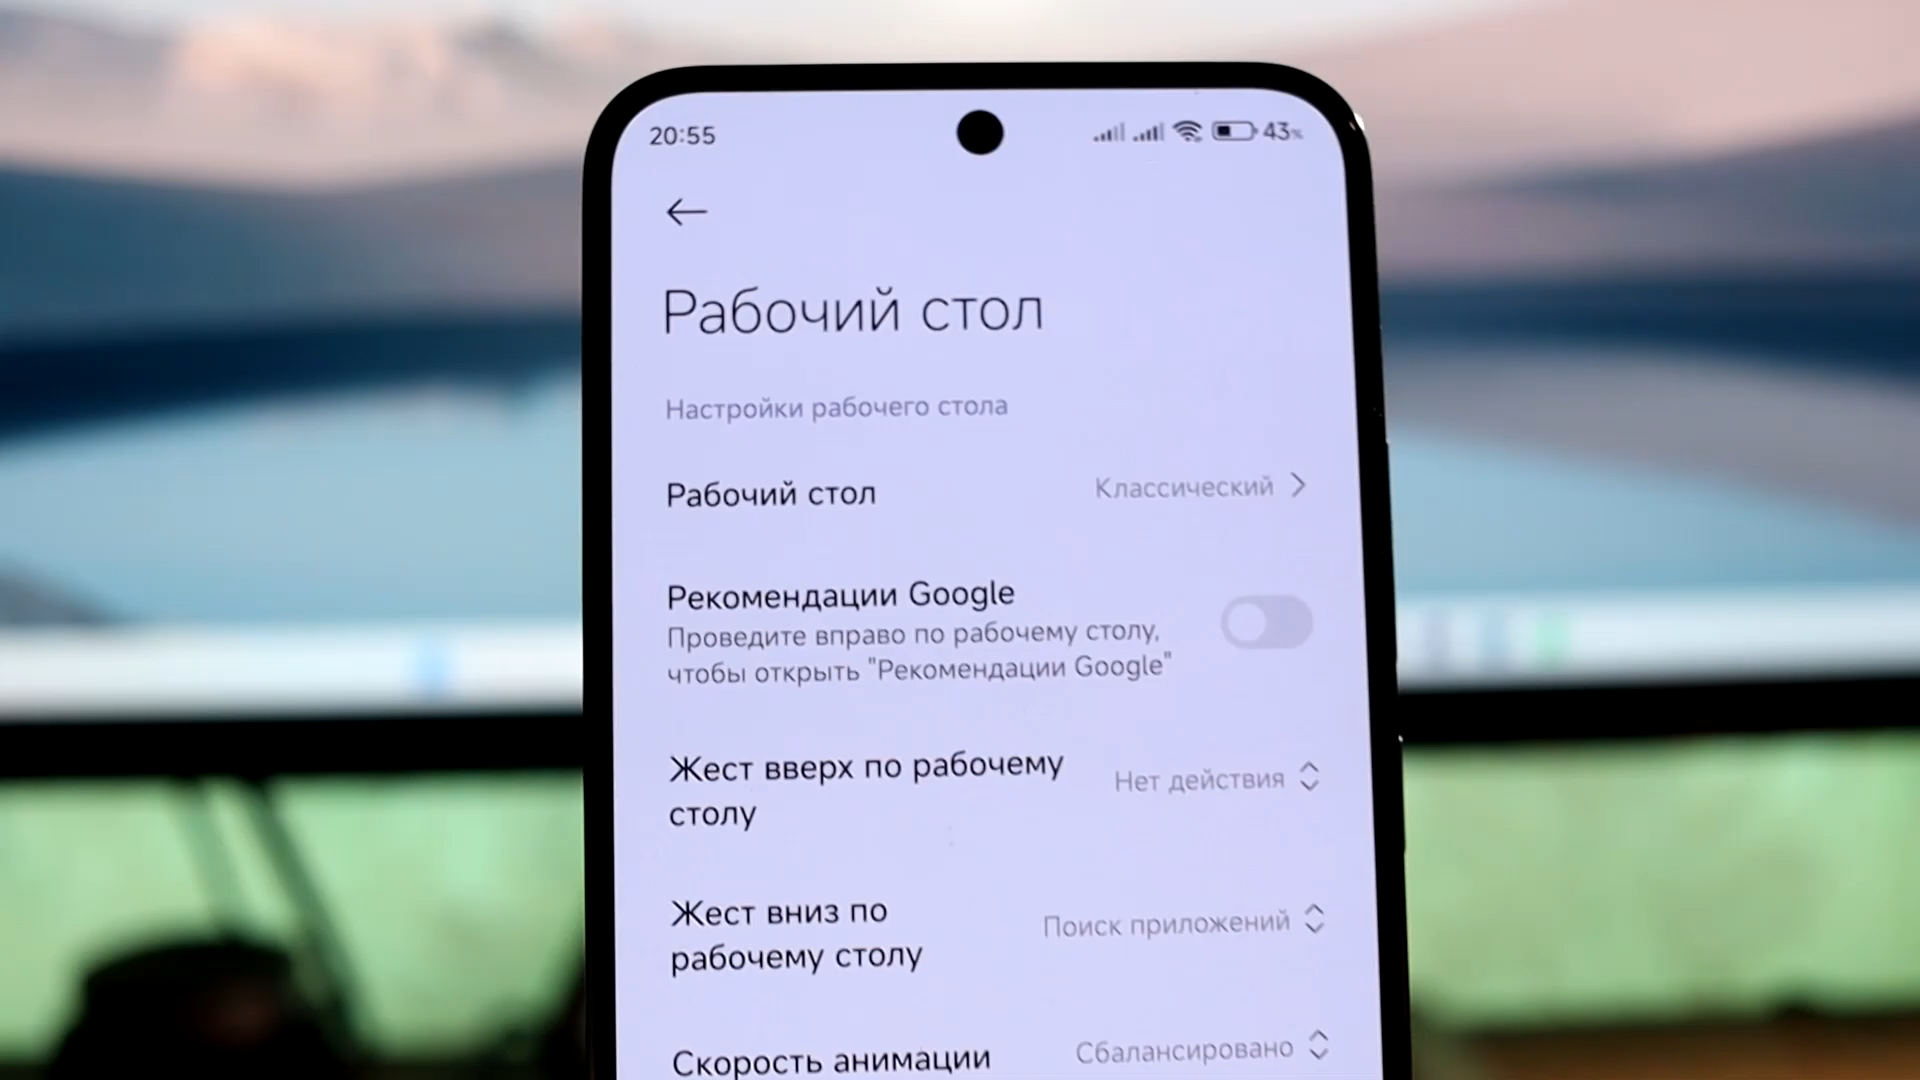 20:55
43%
Рабочий стол
Настройки рабочего стола
Рабочий стол
Классический
Рекомендации Google
Проведите вправо по рабочему столу,
чтобы открыть "Рекомендации Google"
Жест вверх по рабочему
столу
Нет действия
Жест вниз по
рабочему столу
Поиск приложений
Скорость анимации
Сбалансировано